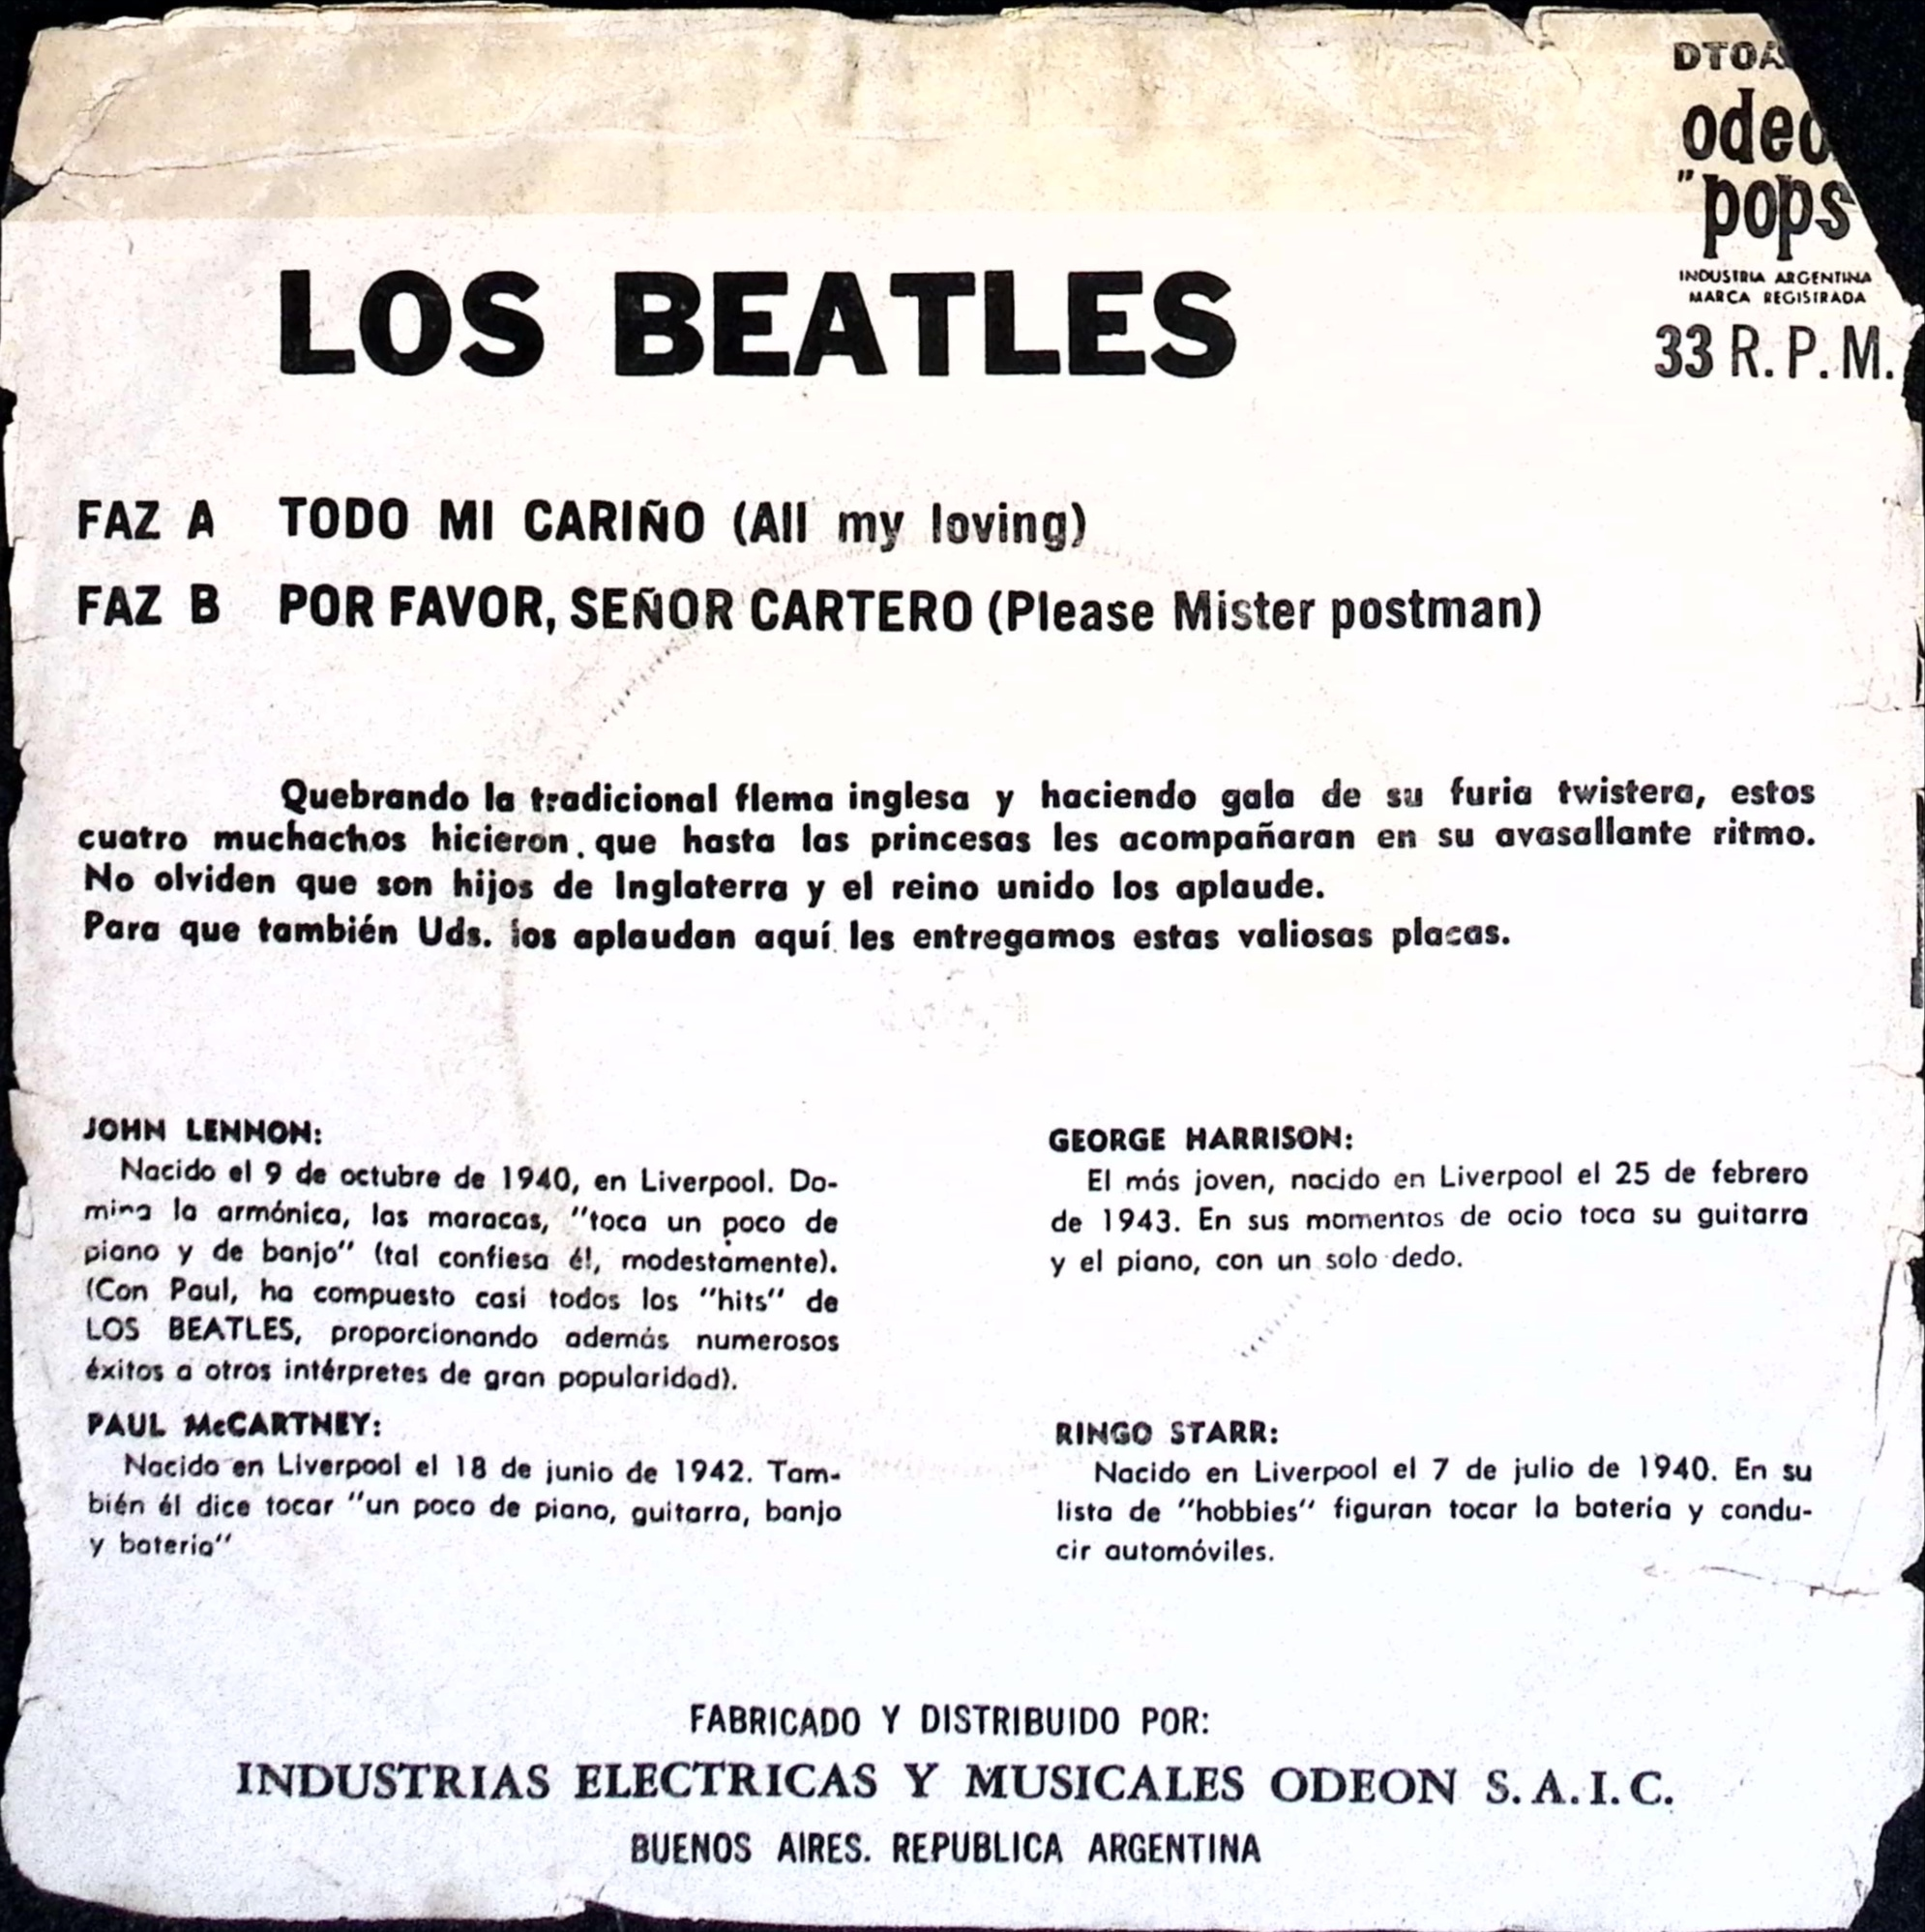 odeo
"pops
INDUSTRIA ARGENTINA
MARCA REGISTRADA
33 R. P. M.
LOS BEATLES
FAZ A TODO MI CARIÑO (All my loving)
FAZ B POR FAVOR, SEÑOR CARTERO (Please Mister postman)
Quebrando la tradicional flema inglesa y haciendo gala de su furia twistera, estos
cuatro muchachos hicieron que hasta las princesas les acompañaran en su avasallante ritmo.
No olviden que son hijos de Inglaterra y el reino unido los aplaude.
Para que también Uds. los aplaudan aquí les entregamos estas valiosas placas.
JOHN LENNON:
Nacido el 9 de octubre de 1940, en Liverpool. Do-
mina la armónica, las maracas, "toca un poco de
piano y de banjo" (tal confiesa él, modestamente).
(Con Paul, ha compuesto casi todos los "hits" de
LOS BEATLES, proporcionando además numerosos
éxitos a otros intérpretes de gran popularidad).
PAUL McCARTNEY:
Nacido en Liverpool el 18 de junio de 1942. Tam-
bién él dice tocar "un poco de piano, guitarra, banjo
y batería"
GEORGE HARRISON:
El más joven, nacido en Liverpool el 25 de febrero
de 1943. En sus momentos de ocio toca su guitarra
y el piano, con un solo dedo.
RINGO STARR:
Nacido en Liverpool el 7 de julio de 1940. En su
lista de "hobbies" figuran tocar la batería y condu-
cir automóviles.
FABRICADO Y DISTRIBUIDO POR:
INDUSTRIAS ELECTRICAS Y MUSICALES ODEON S. A. I. C.
BUENOS AIRES. REPUBLICA ARGENTINA